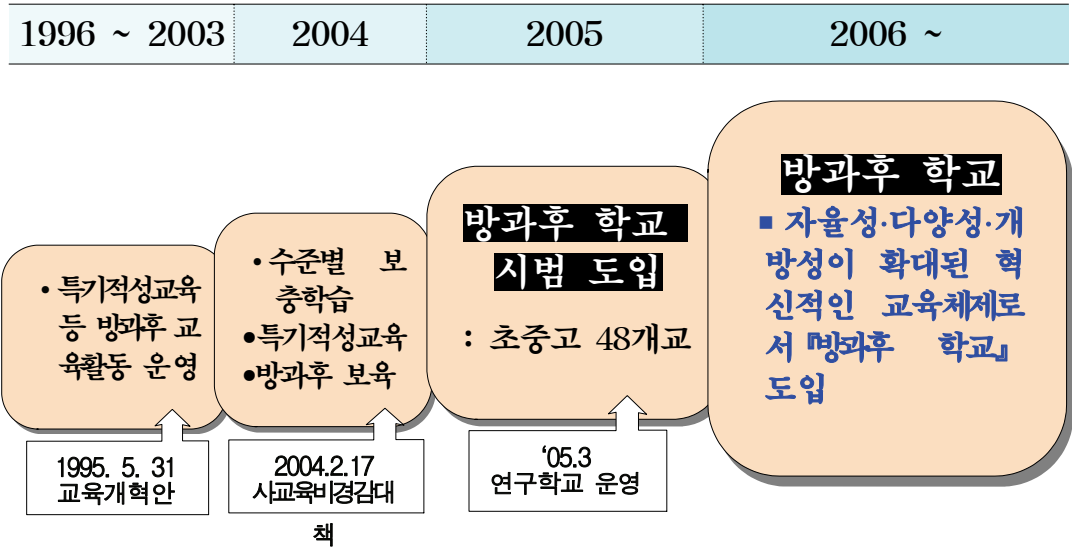 1996 ~ 2003
2004
2005
2006 ~
• 특기적성교육
등 방과후 교
육활동 운영
1995. 5. 31
교육개혁안
• 수준별 보
충학습
•특기적성교육
•방과후 보육
2004.2.17
사교육비경감대
책
방과후 학교
시범 도입
: 초중고 48개교
‘05.3
연구학교 운영
방과후 학교
▪ 자율성·다양성·개
방성이 확대된 혁
신적인 교육체제로
서 『방과후 학교』
도입